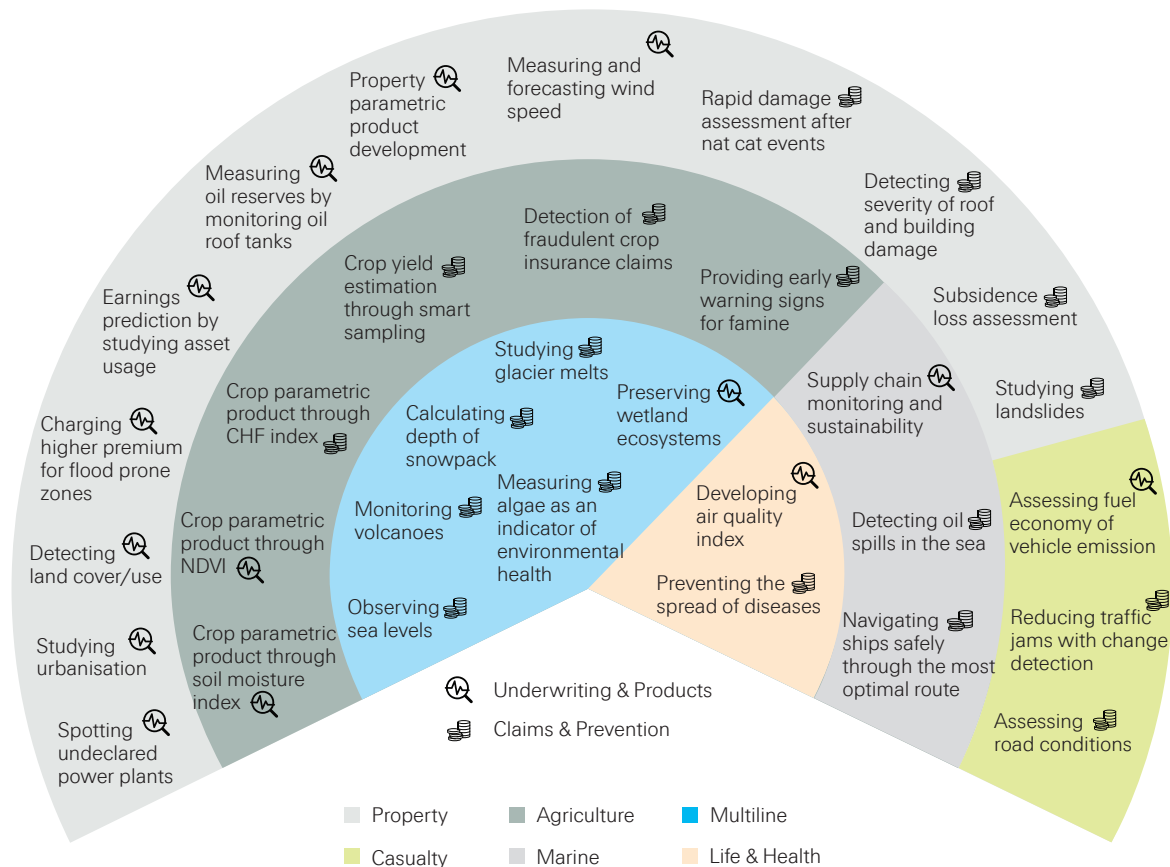 Measuring and
forecasting wind
speed
Property
parametric
product
development
Rapid damage
assessment after
nat cat events
Measuring
oil reserves by
monitoring oil
roof tanks
Detecting
severity of roof
and building
damage
Earnings
prediction by
studying asset
usage
Subsidence
loss assessment
Charging
higher premium
for flood prone
zones
Studying
landslides
Detecting
land cover/use
Studying
urbanisation
Spotting
undeclared
power plants
Detection of
fraudulent crop
insurance claims
Crop yield
estimation
through smart
sampling
Providing early
warning signs
for famine
Crop parametric
product through
CHF index
Crop parametric
product through
NDVI
Crop parametric
product through
soil moisture
index
Studying
glacier melts
Preserving
wetland
ecosystems
Calculating
depth of
snowpack
Measuring
algae as an
indicator of
environmental
health
Monitoring
volcanoes
Observing
sea levels
Developing
air quality
index
Preventing the
spread of diseases
Supply chain
monitoring and
sustainability
Detecting oil
spills in the sea
Navigating
ships safely
through the most
optimal route
Assessing fuel
economy of
vehicle emission
Reducing traffic
jams with change
detection
Assessing
road conditions
Underwriting & Products
Claims & Prevention
Property
Agriculture
Multiline
Casualty
Marine
Life & Health